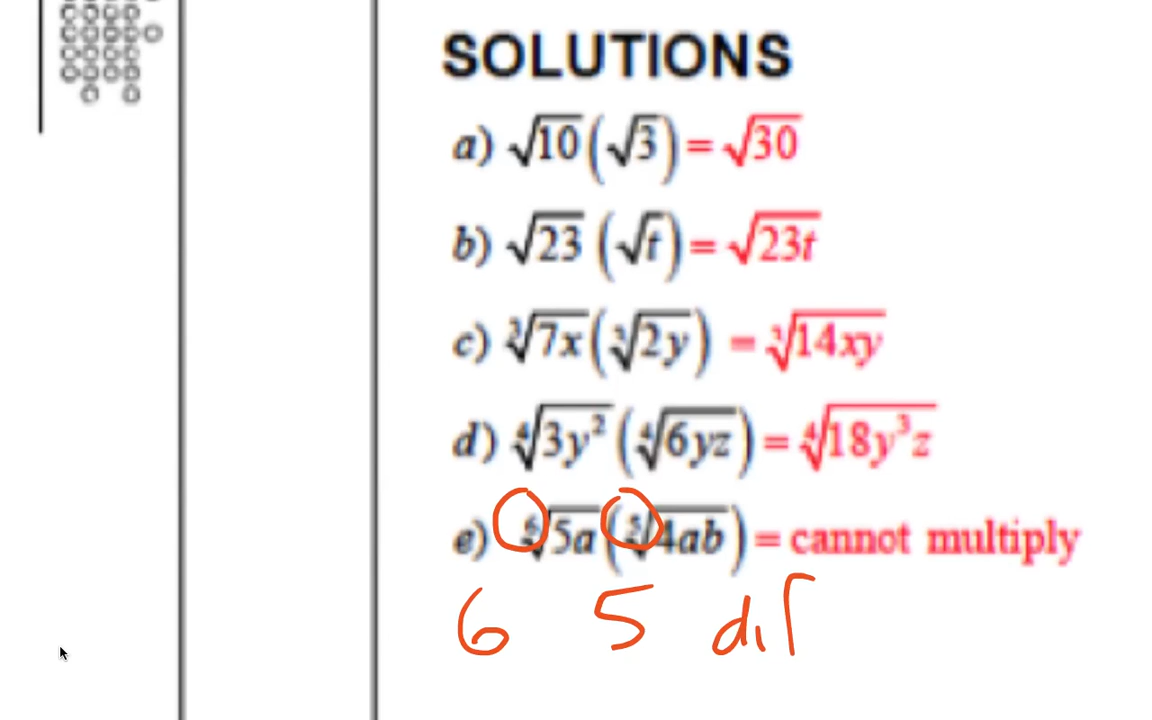 SOLUTIONS
a) √10(√3) = √30
b) √23 (√t) = √23t
c) ∛7x(∛2y) = ∛14xy
d) ∜3y²(∜6yz) = ∜18y³z
e) ⁶√5a(⁵√4ab) = cannot multiply
6 5 dif